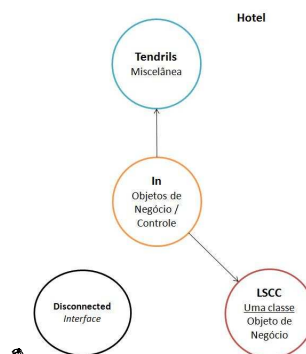 Hotel
Tendrils
Miscelânea
In
Objetos de
Negócio /
Controle
Disconnected
Interface
LSCC
Uma classe
Objeto de
Negócio